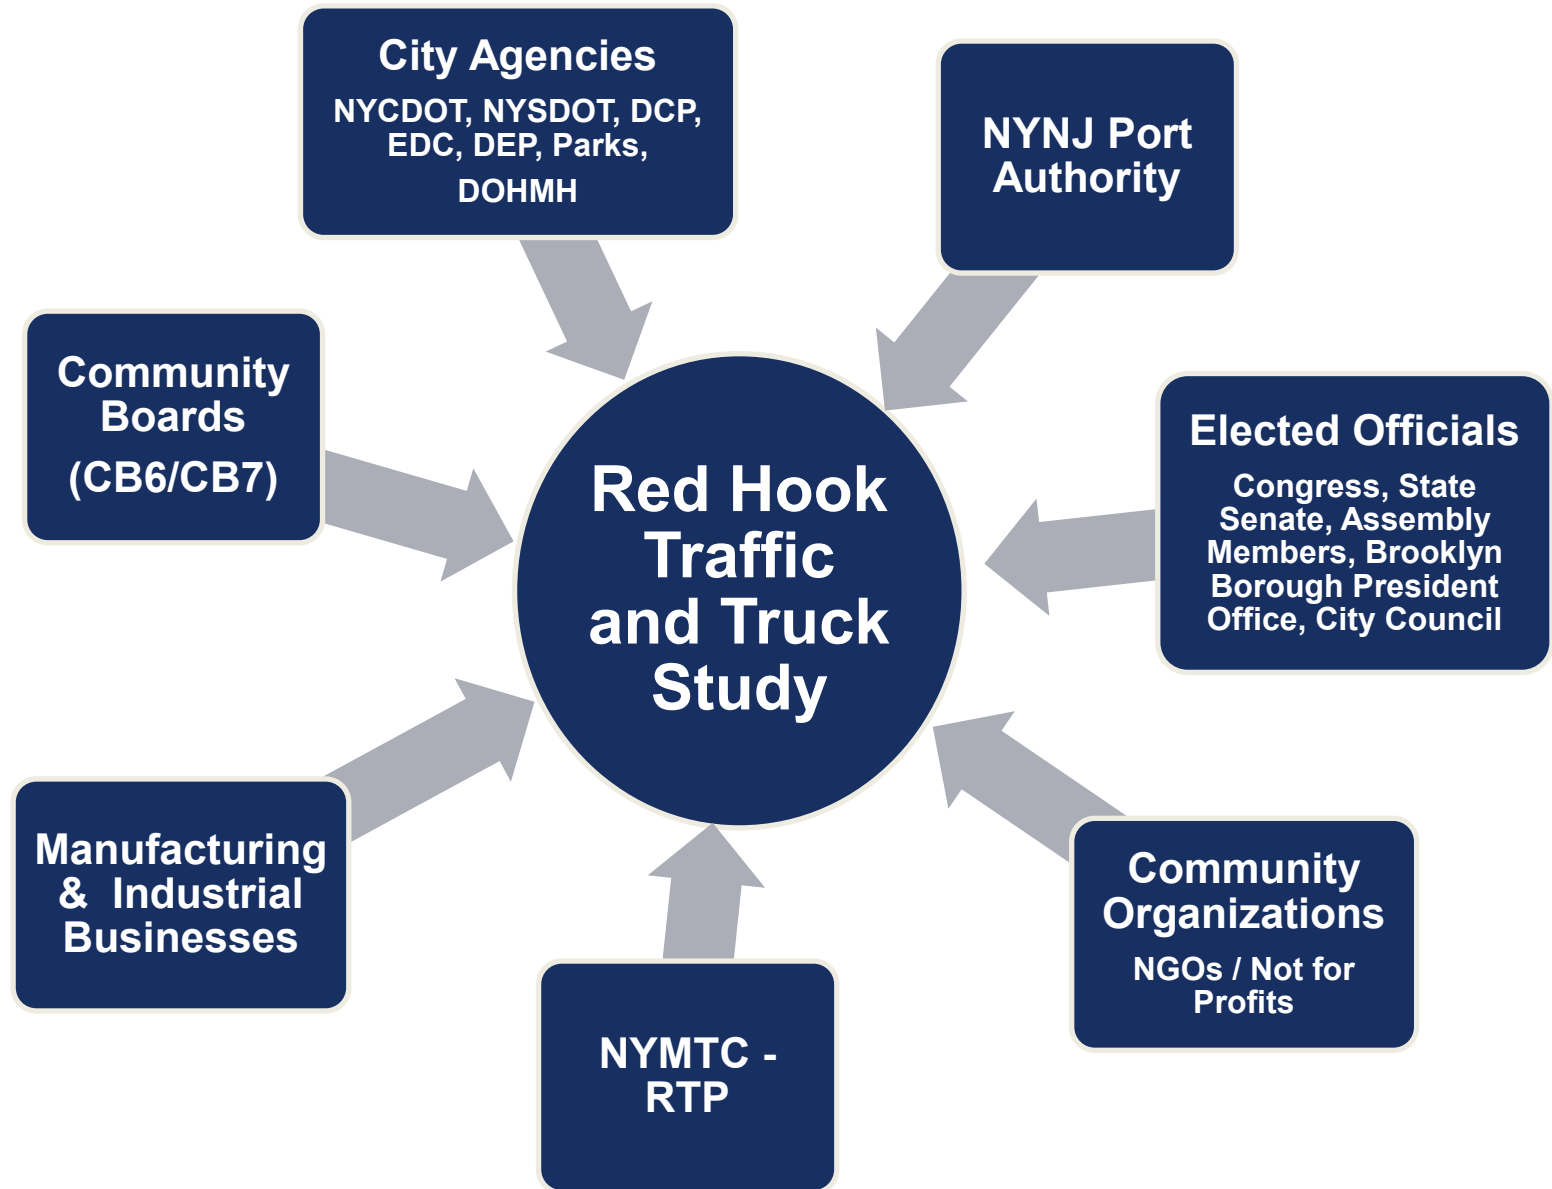 City Agencies
NYCDOT, NYSDOT, DCP,
EDC, DEP, Parks,
DOHMH
NYNJ Port
Authority
Community
Boards
(CB6/CB7)
Red Hook
Traffic
and Truck
Study
Elected Officials
Congress, State
Senate, Assembly
Members, Brooklyn
Borough President
Office, City Council
Manufacturing
& Industrial
Businesses
Community
Organizations
NGOs / Not for
Profits
NYMTC -
RTP